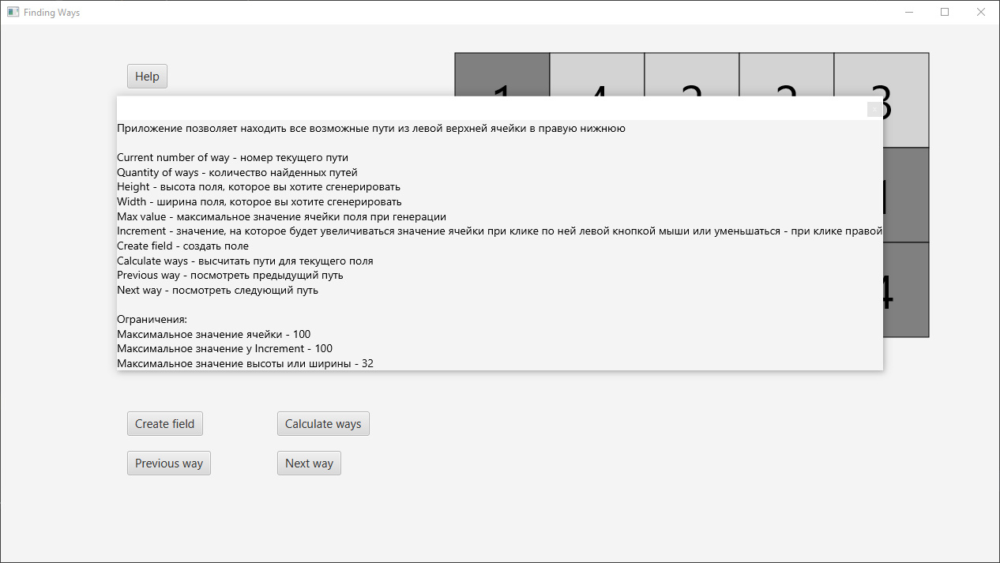 Finding Ways
Help
1 4 2 2 3
Приложение позволяет находить все возможные пути из левой верхней ячейки в правую нижнюю
Current number of way - номер текущего пути
Quantity of ways - количество найденных путей
Height - высота поля, которое вы хотите сгенерировать
Width - ширина поля, которое вы хотите сгенерировать
Max value - максимальное значение ячейки поля при генерации
Increment - значение, на которое будет увеличиваться значение ячейки при клике по ней левой кнопкой мыши или уменьшаться - при клике правой
Create field - создать поле
Calculate ways - высчитать пути для текущего поля
Previous way - посмотреть предыдущий путь
Next way - посмотреть следующий путь
Ограничения:
Максимальное значение ячейки - 100
Максимальное значение у Increment - 100
Максимальное значение высоты или ширины - 32
1
4
Create field
Calculate ways
Previous way
Next way